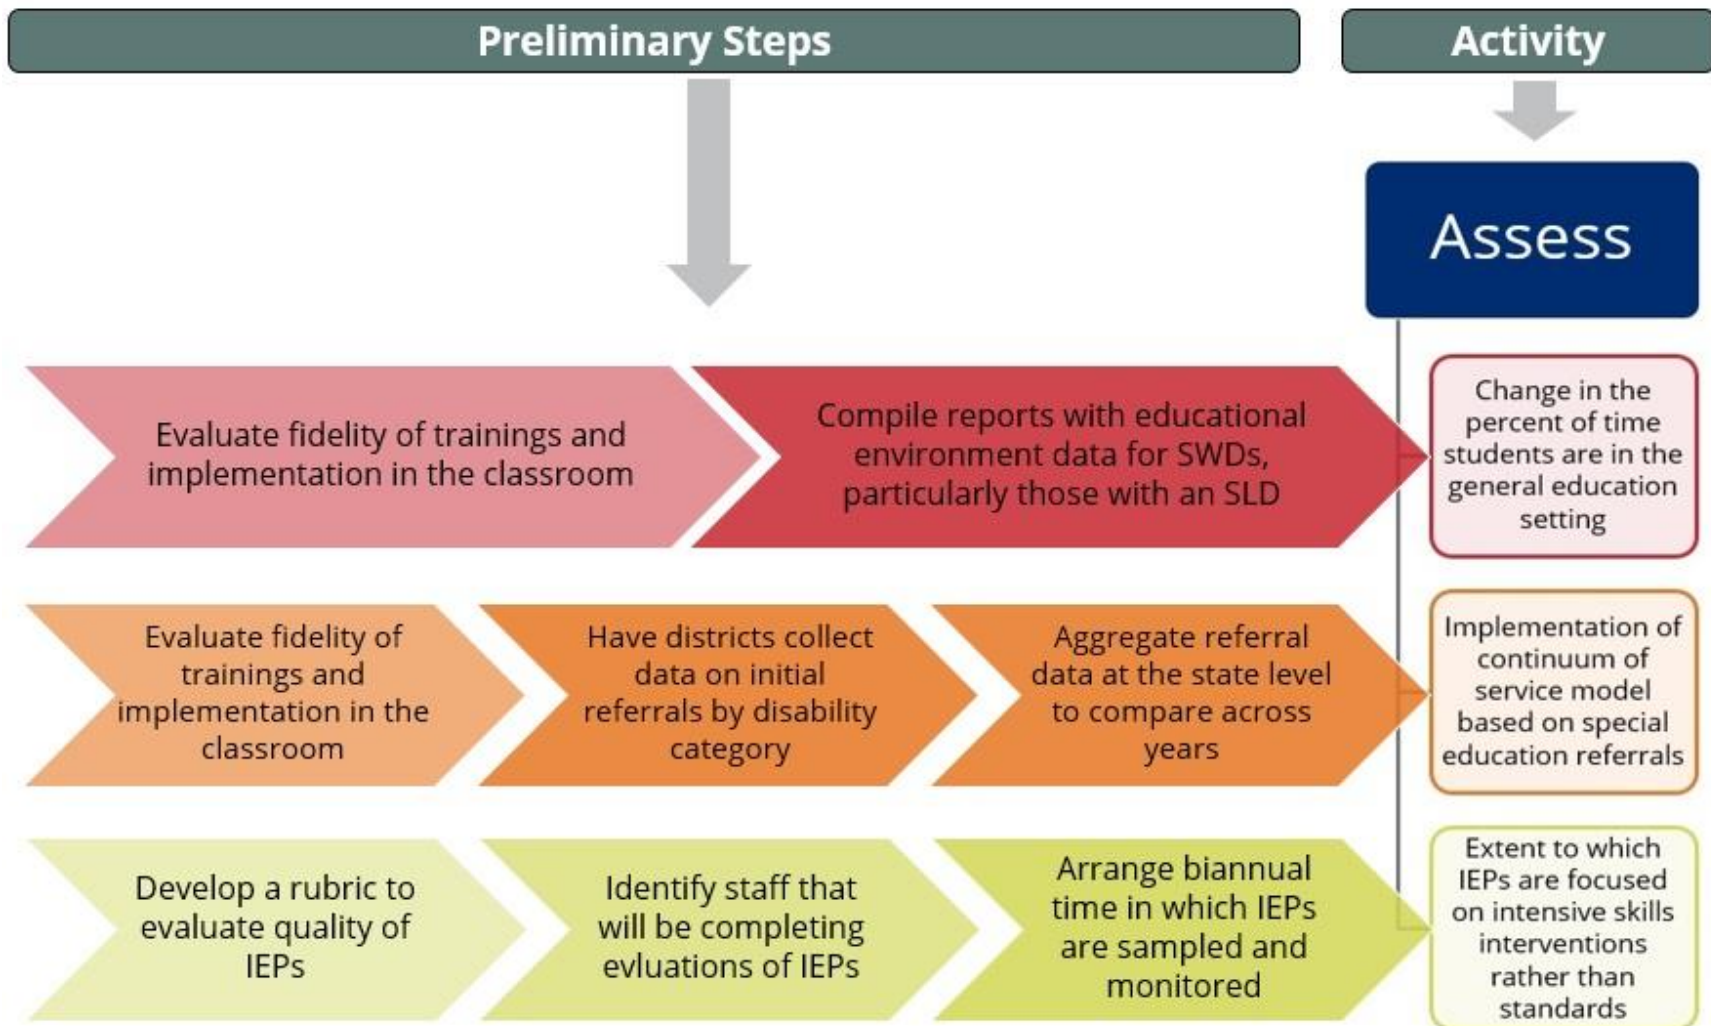 Preliminary Steps
Activity
Assess
Evaluate fidelity of trainings and
implementation in the classroom
Compile reports with educational
environment data for SWDs,
particularly those with an SLD
Change in the
percent of time
students are in the
general education
setting
Evaluate fidelity of
trainings and
implementation in the
classroom
Have districts collect
data on initial
referrals by disability
category
Aggregate referral
data at the state level
to compare across
years
Implementation of
continuum of
service model
based on special
education referrals
Develop a rubric to
evaluate quality of
IEPs
Identify staff that
will be completing
evluations of IEPs
Arrange biannual
time in which IEPs
are sampled and
monitored
Extent to which
IEPs are focused
on intensive skills
interventions
rather than
standards